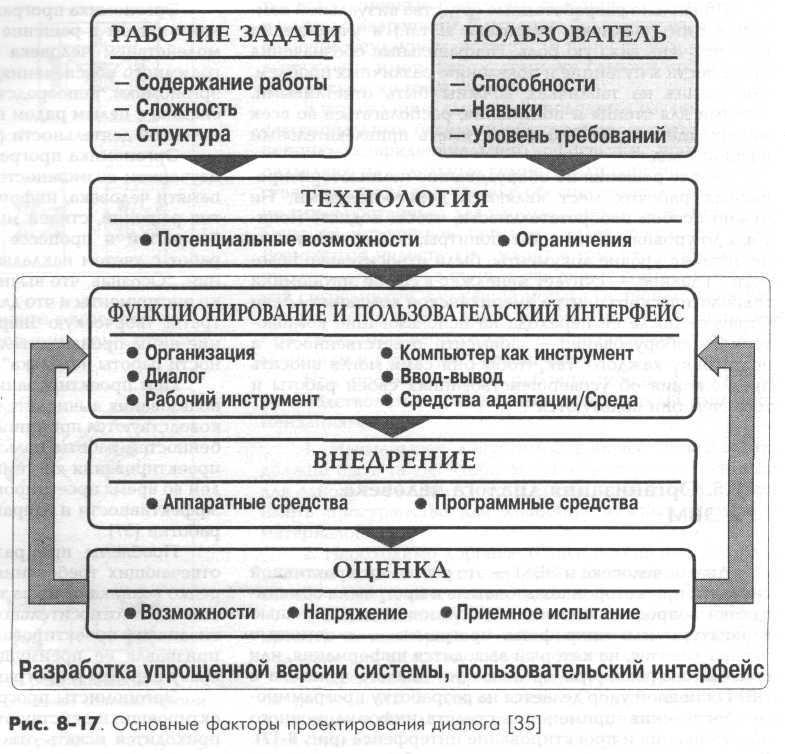 РАБОЧИЕ ЗАДАЧИ
– Содержание работы
– Сложность
– Структура
ПОЛЬЗОВАТЕЛЬ
– Способности
– Навыки
– Уровень требований
ТЕХНОЛОГИЯ
● Потенциальные возможности ● Ограничения
ФУНКЦИОНИРОВАНИЕ И ПОЛЬЗОВАТЕЛЬСКИЙ ИНТЕРФЕЙС
● Организация ● Компьютер как инструмент
● Диалог ● Ввод-вывод
● Рабочий инструмент ● Средства адаптации/Среда
ВНЕДРЕНИЕ
● Аппаратные средства ● Программные средства
ОЦЕНКА
● Возможности ● Напряжение ● Приемное испытание
Разработка упрощенной версии системы, пользовательский интерфейс
Рис. 8-17. Основные факторы проектирования диалога [35]